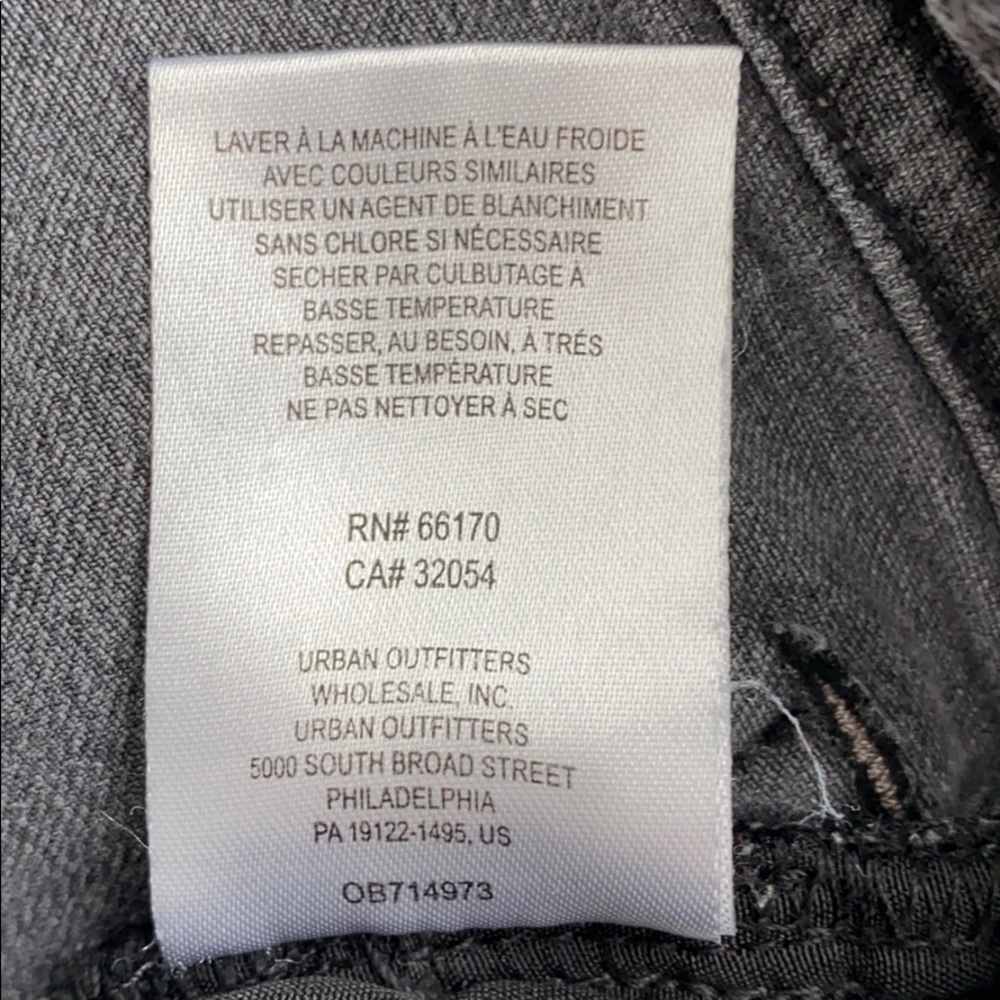 LAVER À LA MACHINE À L'EAU FROIDE
AVEC COULEURS SIMILAIRES
UTILISER UN AGENT DE BLANCHIMENT
SANS CHLORE SI NÉCESSAIRE
SECHER PAR CULBUTAGE À
BASSE TEMPERATURE
REPASSER, AU BESOIN, À TRÉS
BASSE TEMPÉRATURE
NE PAS NETTOYER À SEC
RN# 66170
CA# 32054
URBAN OUTFITTERS
WHOLESALE, INC.
URBAN OUTFITTERS
5000 SOUTH BROAD STREET
PHILADELPHIA
PA 19122-1495, US
OB714973